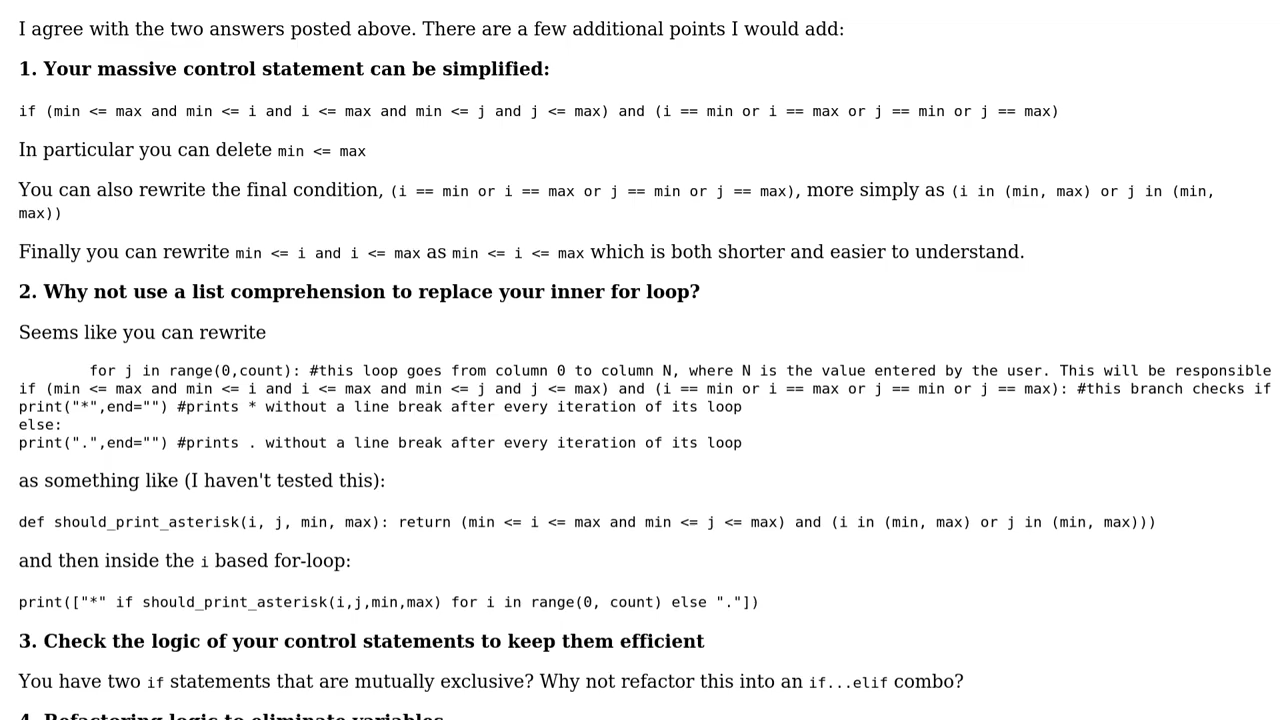 I agree with the two answers posted above. There are a few additional points I would add:
1. Your massive control statement can be simplified:
if (min <= max and min <= i and i <= max and min <= j and j <= max) and (i == min or i == max or j == min or j == max)
In particular you can delete min <= max
You can also rewrite the final condition, (i == min or i == max or j == min or j == max), more simply as (i in (min, max) or j in (min,
max))
Finally you can rewrite min <= i and i <= max as min <= i <= max which is both shorter and easier to understand.
2. Why not use a list comprehension to replace your inner for loop?
Seems like you can rewrite
        for j in range(0,count): #this loop goes from column 0 to column N, where N is the value entered by the user. This will be responsible
if (min <= max and min <= i and i <= max and min <= j and j <= max) and (i == min or i == max or j == min or j == max): #this branch checks if
print("*",end="") #prints * without a line break after every iteration of its loop
else:
print(".",end="") #prints . without a line break after every iteration of its loop
as something like (I haven't tested this):
def should_print_asterisk(i, j, min, max): return (min <= i <= max and min <= j <= max) and (i in (min, max) or j in (min, max)))
and then inside the i based for-loop:
print(["*" if should_print_asterisk(i,j,min,max) for i in range(0, count) else "."])
3. Check the logic of your control statements to keep them efficient
You have two if statements that are mutually exclusive? Why not refactor this into an if...elif combo?
4. Refactoring logic to eliminate variables